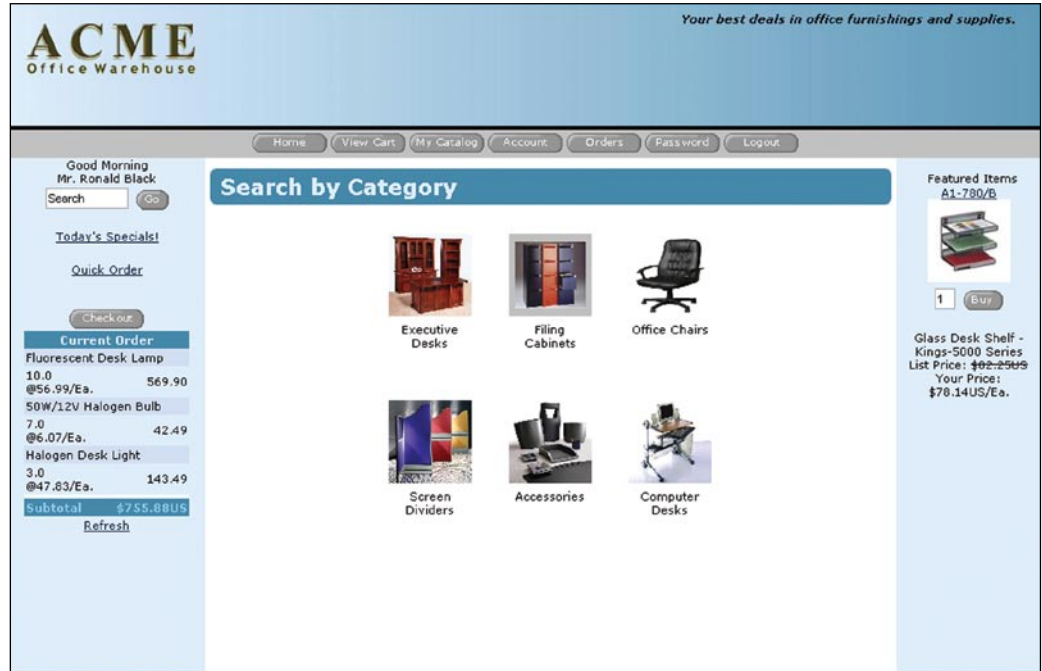 Your best deals in office furnishings and supplies.
ACME
Office Warehouse
Home
View Cart
My Catalog
Account
Orders
Password
Logout
Good Morning
Mr. Ronald Black
Search
Go
Today's Specials!
Quick Order
Checkout
Current Order
Fluorescent Desk Lamp
10.0
@56.99/Ea. 569.90
50W/12V Halogen Bulb
7.0
@6.07/Ea. 42.49
Halogen Desk Light
3.0
@47.83/Ea. 143.49
Subtotal $755.88US
Refresh
Search by Category
Executive
Desks
Filing
Cabinets
Office Chairs
Screen
Dividers
Accessories
Computer
Desks
Featured Items
A1-780/B
1
Buy
Glass Desk Shelf -
Kings-5000 Series
List Price:
Your Price:
$78.14US/Ea.